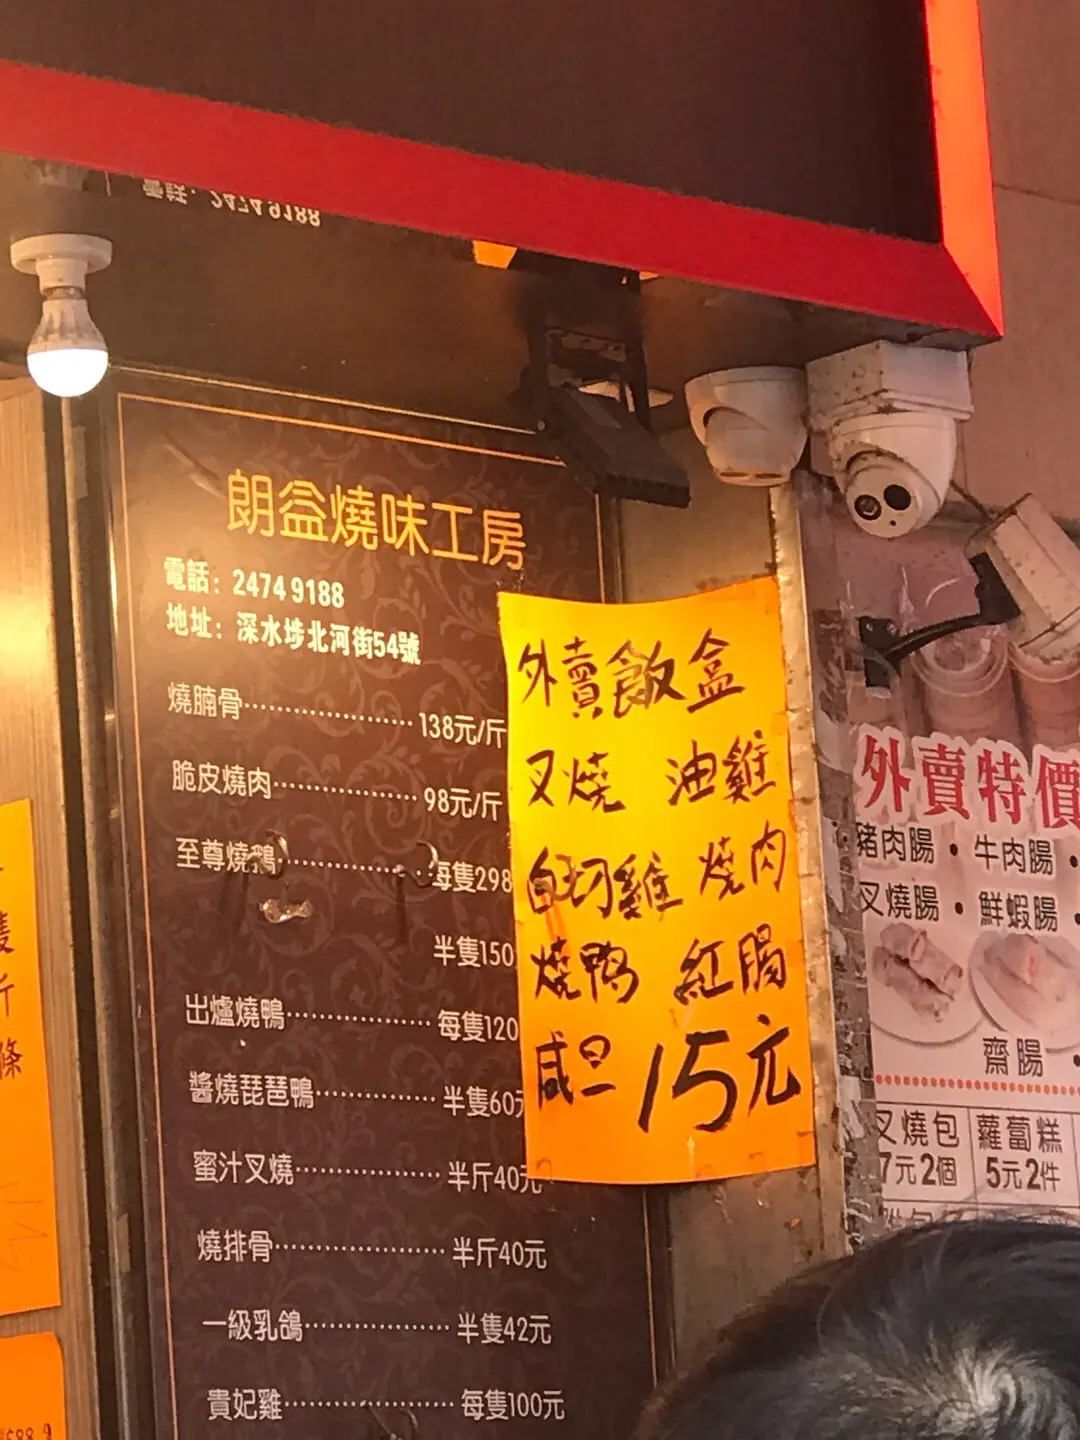 電話：2474 9188
朗益燒味工房
電話：2474 9188
地址：深水埗北河街54號
燒腩骨 138元/斤
脆皮燒肉 98元/斤
至尊燒鵝 每隻298
半隻150
出爐燒鴨 每隻120
醬燒琵琶鴨 半隻60元
蜜汁叉燒 半斤40元
燒排骨 半斤40元
一級乳鴿 半隻42元
貴妃雞 每隻100元
外賣飯盒
叉燒 油雞
白切雞 燒肉
燒鴨 紅腸
咸旦 15元
外賣特價
豬肉腸・牛肉腸・
叉燒腸・鮮蝦腸・
齋腸・
叉燒包 蘿蔔糕
7元2個 5元2件
隻
斤
條